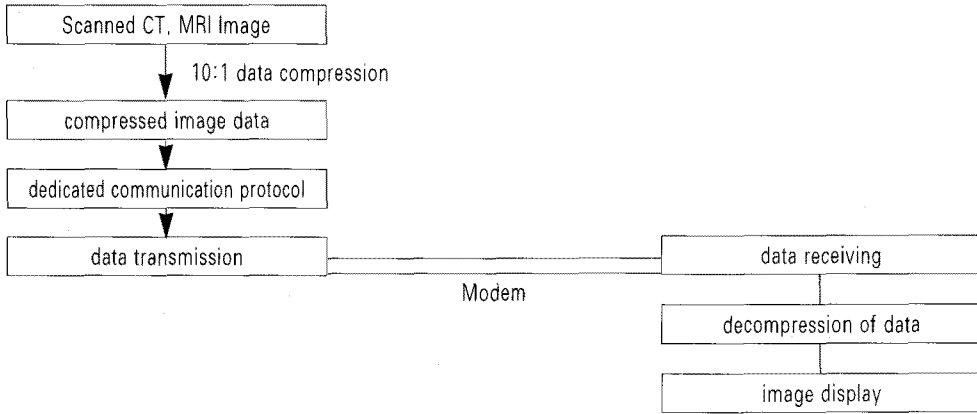 Scanned CT, MRI Image
10:1 data compression
compressed image data
dedicated communication protocol
data transmission
Modem
data receiving
decompression of data
image display